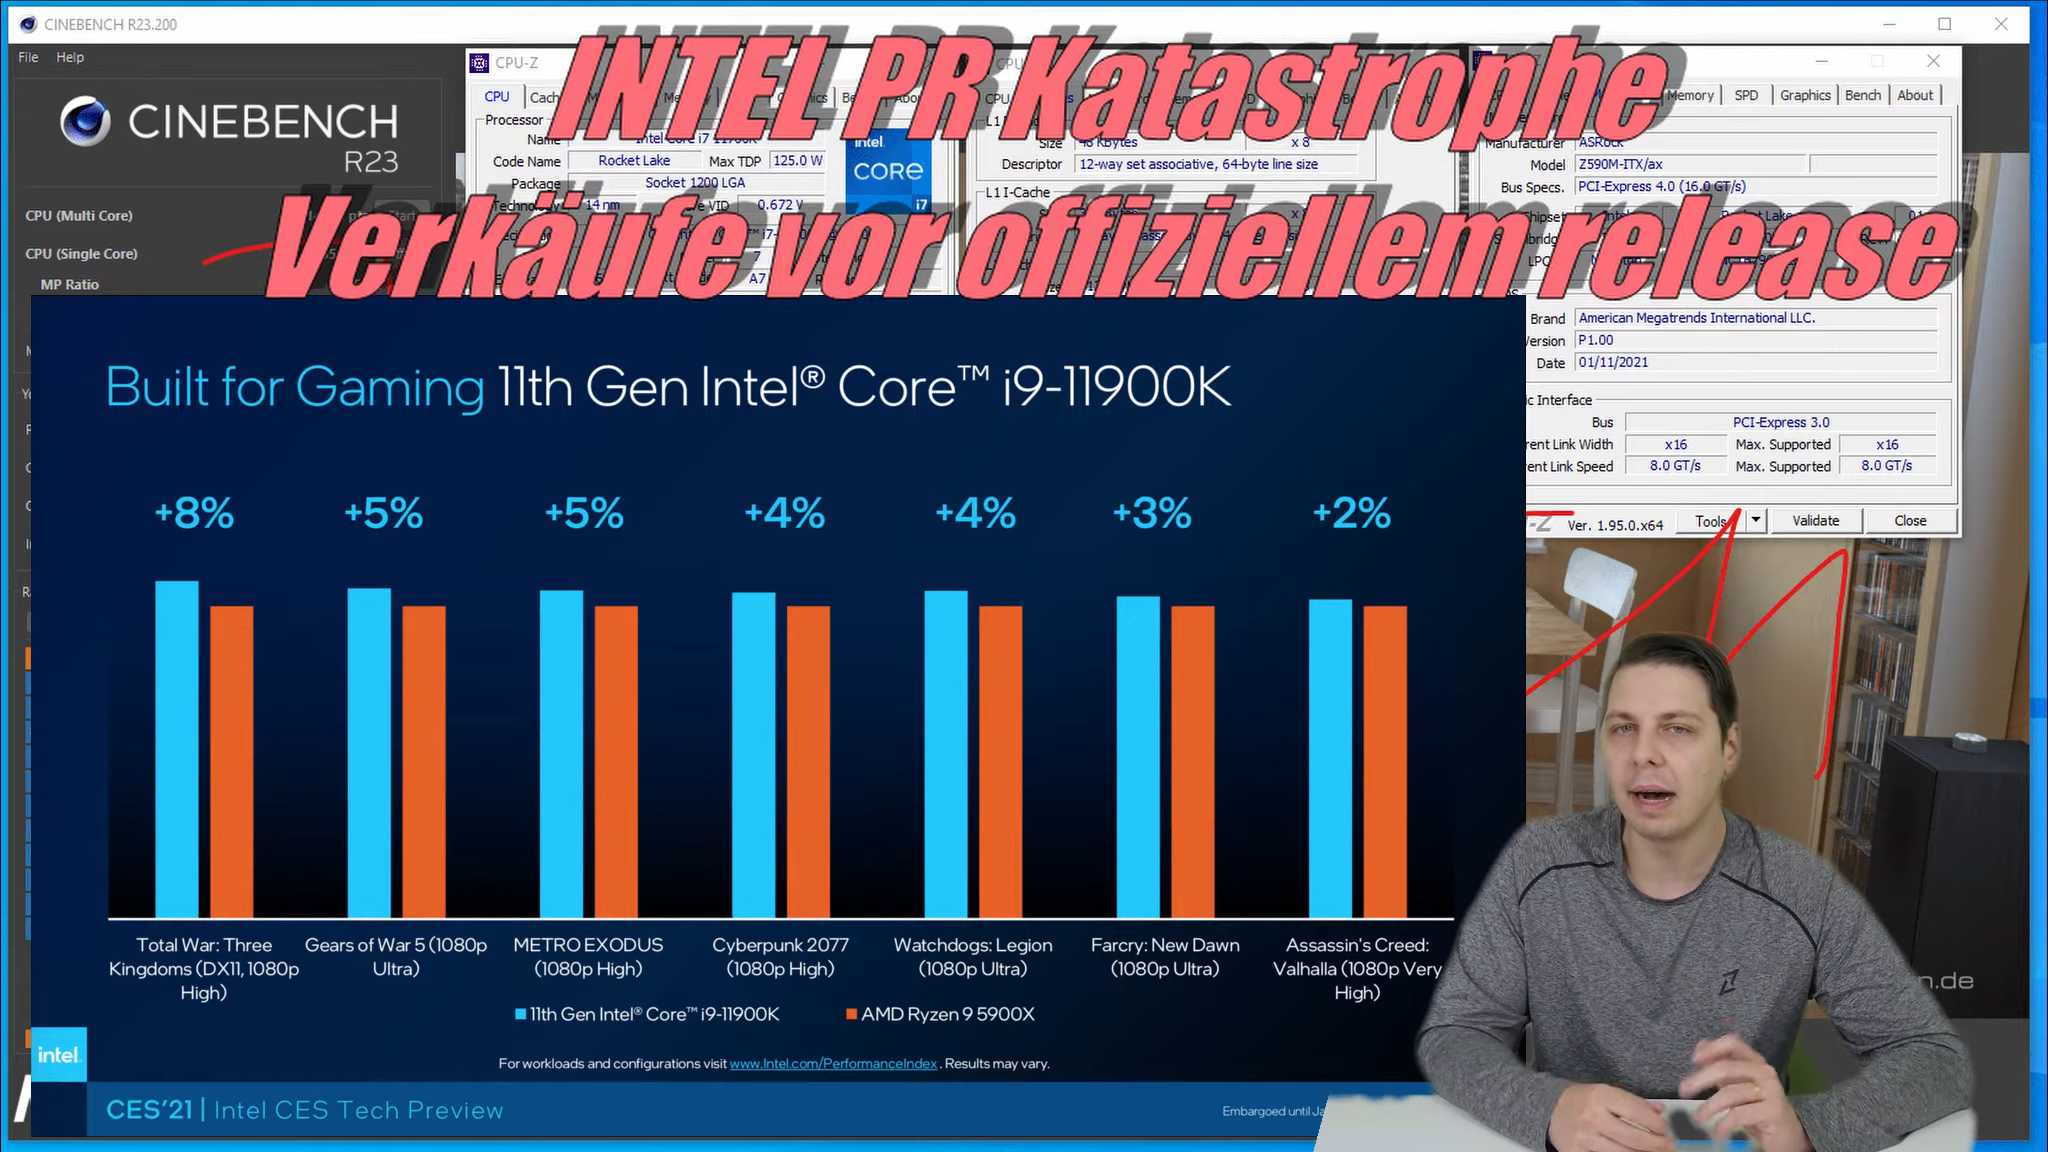 CINEBENCH R23.200
INTEL PR Katastrophe
Verkäufe vor offiziellem release
File Help
CINEBENCH
R23
CPU (Multi Core)
CPU (Single Core)
MP Ratio
CPU-Z
CPU
Processor
Name
Code Name Rocket Lake Max TDP 125.0 W
Package Socket 1200 LGA
14 nm 0.672 V
intel
CORE
i7
Size x 8
Descriptor 12-way set associative, 64-byte line size
L1 I-Cache
Memory SPD Graphics Bench About
Manufacturer ASRock
Model Z590M-ITX/ax
Bus Specs. PCI-Express 4.0 (16.0 GT/s)
Brand American Megatrends International LLC.
Version P1.00
Date 01/11/2021
Interface
Bus PCI-Express 3.0
Link Width x16 Max. Supported x16
Link Speed 8.0 GT/s Max. Supported 8.0 GT/s
Ver. 1.95.0.x64 Tools Validate Close
Built for Gaming 11th Gen Intel® Core™ i9-11900K
+8% +5% +5% +4% +4% +3% +2%
Total War: Three Kingdoms (DX11, 1080p High)
Gears of War 5 (1080p Ultra)
METRO EXODUS (1080p High)
Cyberpunk 2077 (1080p High)
Watchdogs: Legion (1080p Ultra)
Farcry: New Dawn (1080p Ultra)
Assassin's Creed: Valhalla (1080p Very High)
11th Gen Intel® Core™ i9-11900K AMD Ryzen 9 5900X
intel
For workloads and configurations visit www.Intel.com/PerformanceIndex. Results may vary.
CES'21 | Intel CES Tech Preview
Embargoed until
n.de